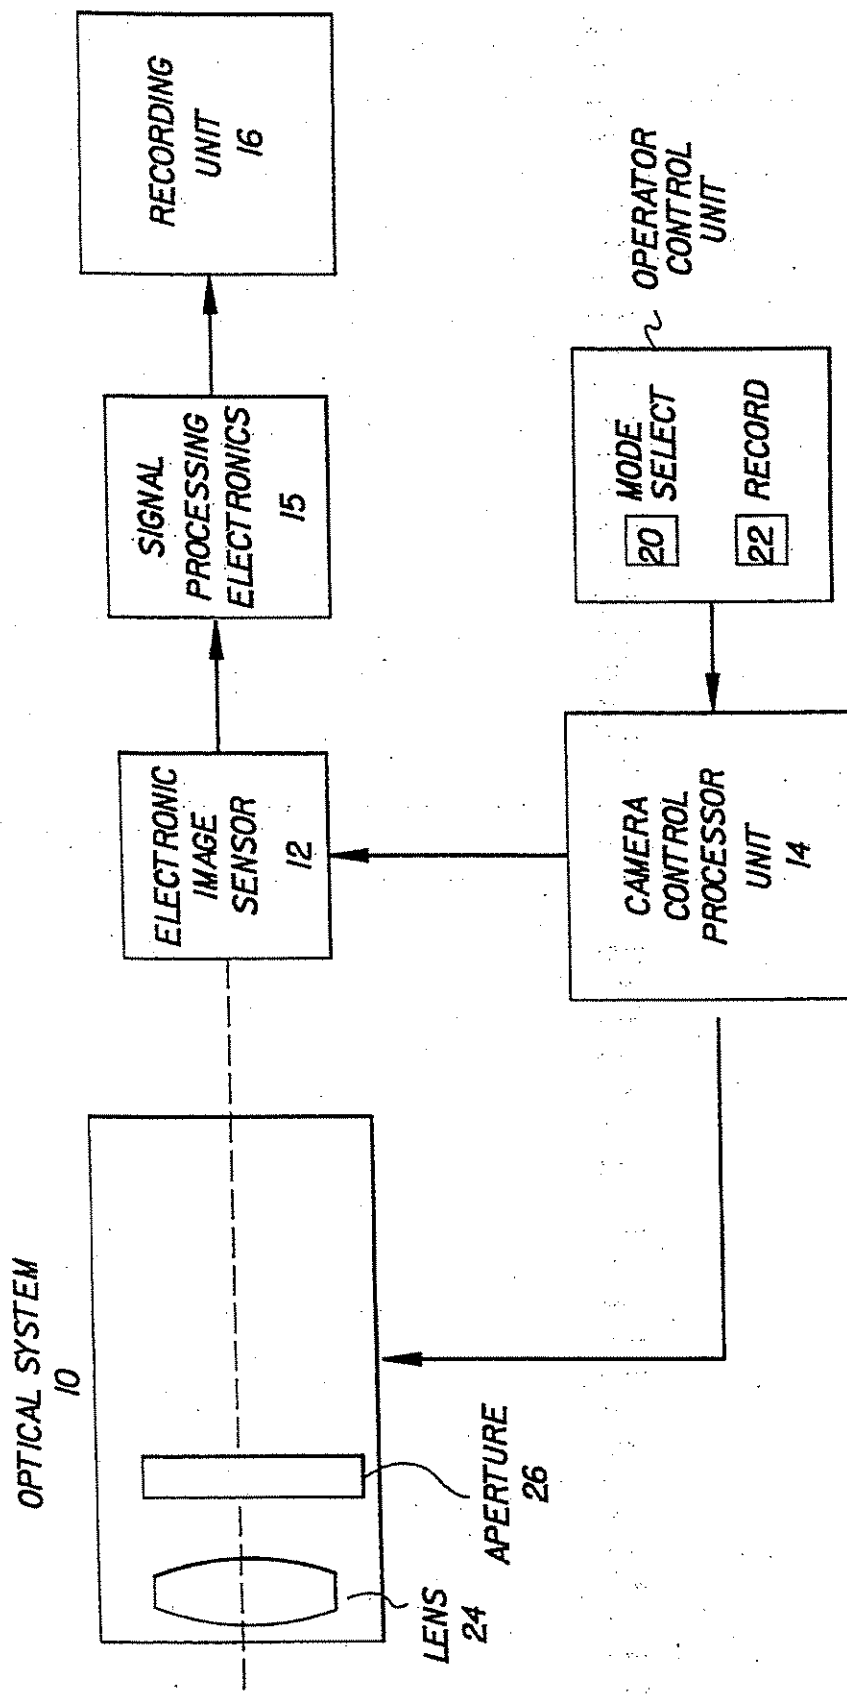 OPTICAL SYSTEM
10
LENS
24
APERTURE
26
ELECTRONIC
IMAGE
SENSOR
12
SIGNAL
PROCESSING
ELECTRONICS
15
RECORDING
UNIT
16
CAMERA
CONTROL
PROCESSOR
UNIT
14
20 MODE
SELECT
22 RECORD
OPERATOR
CONTROL
UNIT